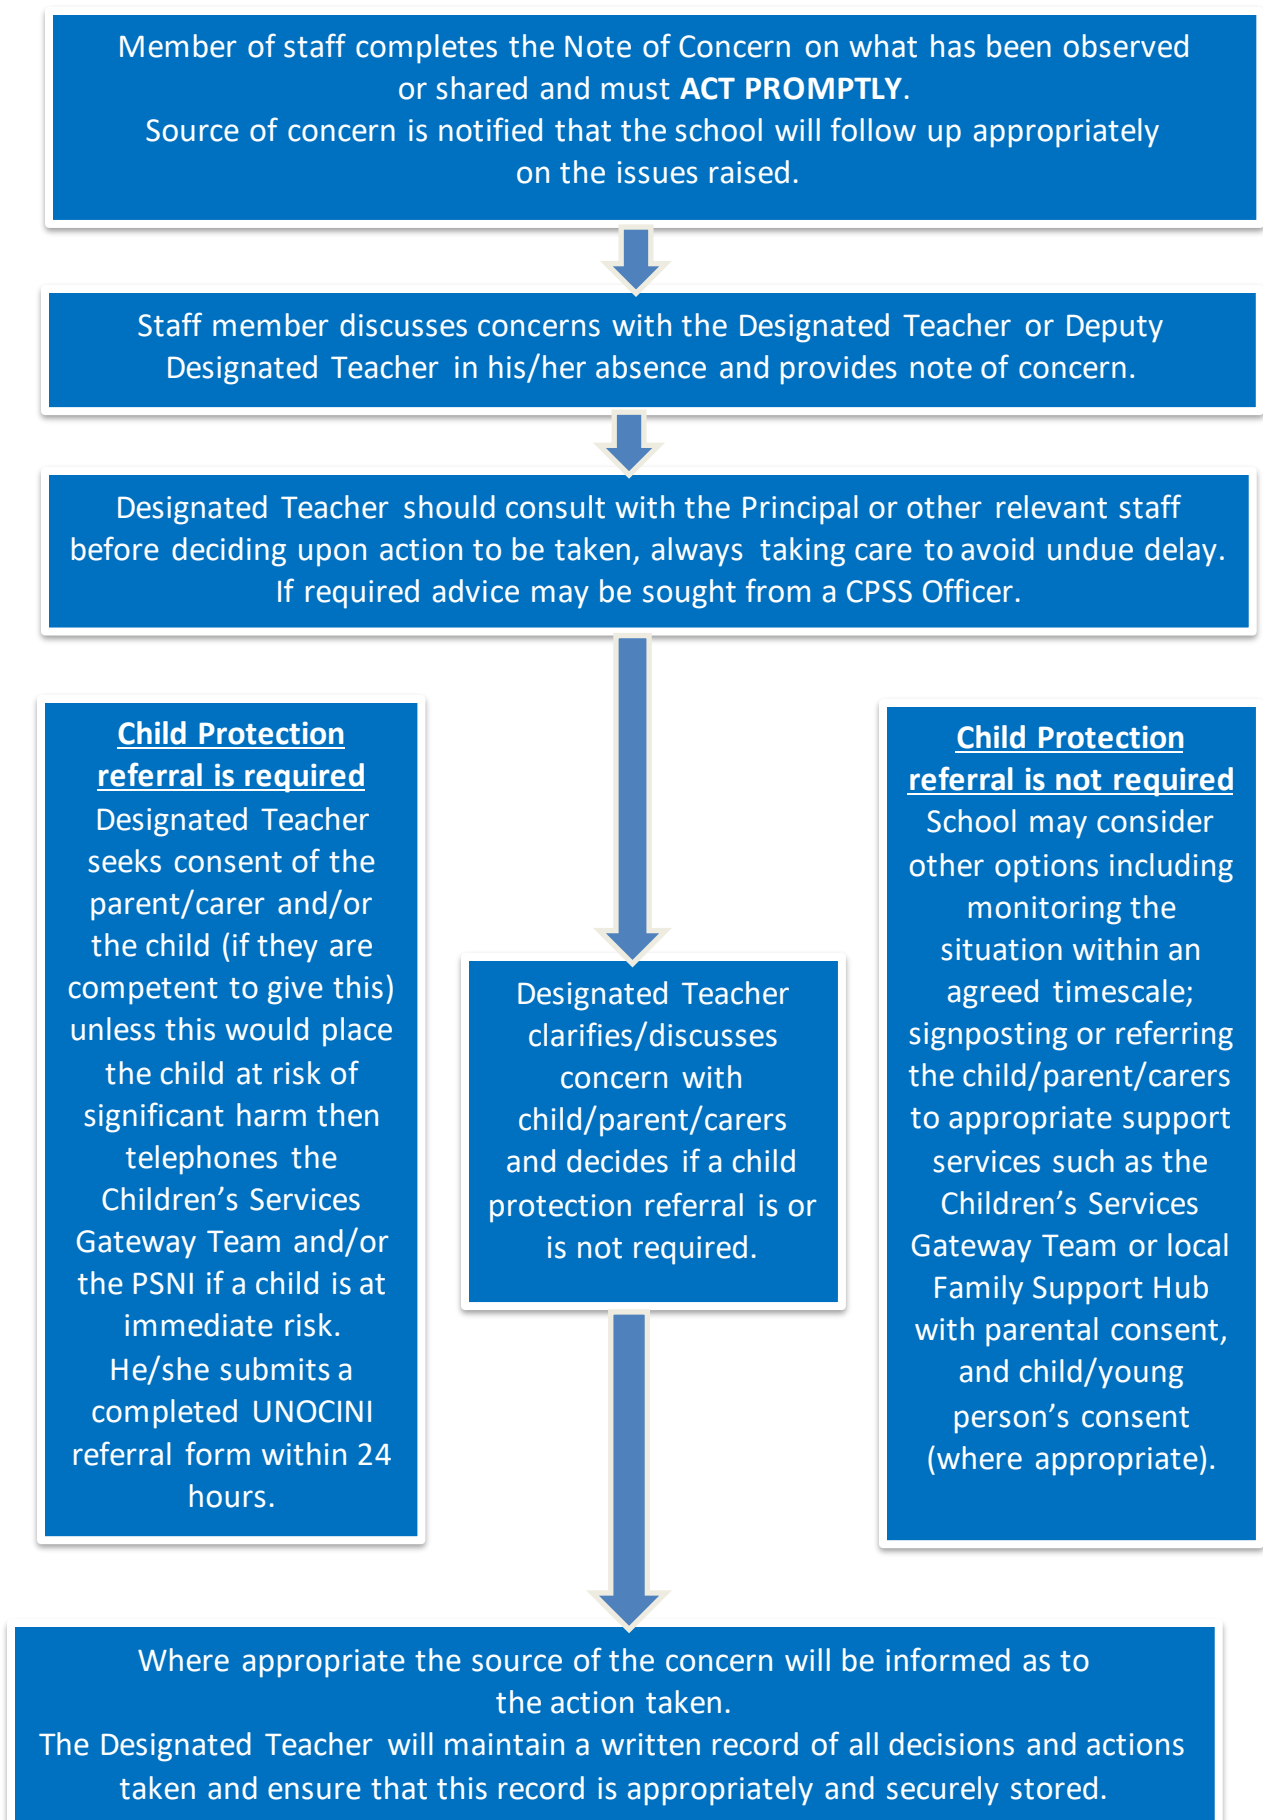 Member of staff completes the Note of Concern on what has been observed
or shared and must ACT PROMPTLY.
Source of concern is notified that the school will follow up appropriately
on the issues raised.
Staff member discusses concerns with the Designated Teacher or Deputy
Designated Teacher in his/her absence and provides note of concern.
Designated Teacher should consult with the Principal or other relevant staff
before deciding upon action to be taken, always taking care to avoid undue delay.
If required advice may be sought from a CPSS Officer.
Child Protection
referral is required
Designated Teacher
seeks consent of the
parent/carer and/or
the child (if they are
competent to give this)
unless this would place
the child at risk of
significant harm then
telephones the
Children’s Services
Gateway Team and/or
the PSNI if a child is at
immediate risk.
He/she submits a
completed UNOCINI
referral form within 24
hours.
Designated Teacher
clarifies/discusses
concern with
child/parent/carers
and decides if a child
protection referral is or
is not required.
Child Protection
referral is not required
School may consider
other options including
monitoring the
situation within an
agreed timescale;
signposting or referring
the child/parent/carers
to appropriate support
services such as the
Children’s Services
Gateway Team or local
Family Support Hub
with parental consent,
and child/young
person’s consent
(where appropriate).
Where appropriate the source of the concern will be informed as to
the action taken.
The Designated Teacher will maintain a written record of all decisions and actions
taken and ensure that this record is appropriately and securely stored.